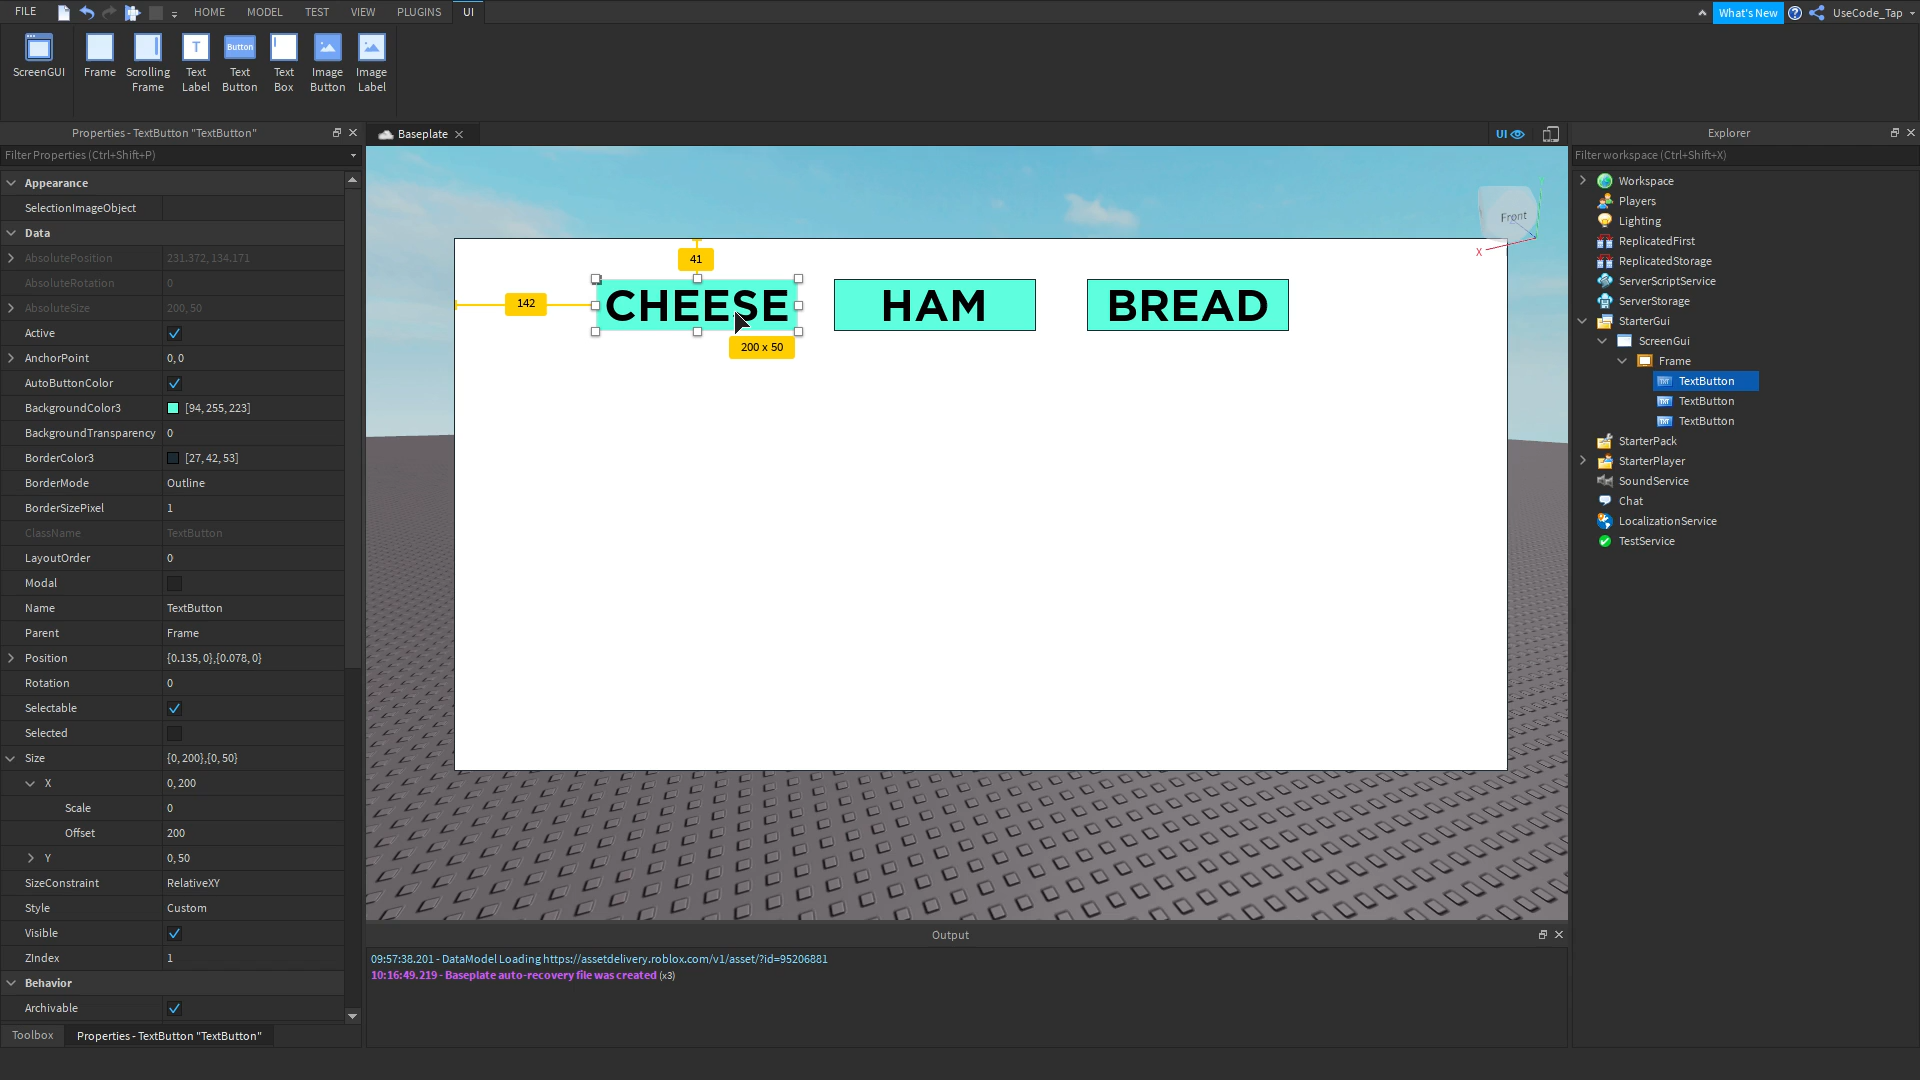 FILE HOME MODEL TEST VIEW PLUGINS UI What's New UseCode_Tap
ScreenGUI
Frame
Scrolling
Frame
Text
Label
Button
Text
Button
Text
Box
Image
Button
Image
Label
Properties - TextButton "TextButton"
Filter Properties (Ctrl+Shift+P)
Appearance
SelectionImageObject
Data
AbsolutePosition 231.372, 134.171
AbsoluteRotation 0
AbsoluteSize 200, 50
Active
AnchorPoint 0, 0
AutoButtonColor
BackgroundColor3 [94, 255, 223]
BackgroundTransparency 0
BorderColor3 [27, 42, 53]
BorderMode Outline
BorderSizePixel 1
ClassName TextButton
LayoutOrder 0
Modal
Name TextButton
Parent Frame
Position {0.135, 0},{0.078, 0}
Rotation 0
Selectable
Selected
Size {0, 200},{0, 50}
X 0, 200
Scale 0
Offset 200
Y 0, 50
SizeConstraint RelativeXY
Style Custom
Visible
ZIndex 1
Behavior
Archivable
Toolbox Properties - TextButton "TextButton"
Baseplate
UI
Front
X
41
142
CHEESE HAM BREAD
200 x 50
Output
09:57:38.201 - DataModel Loading https://assetdelivery.roblox.com/v1/asset/?id=95206881
10:16:49.219 - Baseplate auto-recovery file was created (x3)
Explorer
Filter workspace (Ctrl+Shift+X)
Workspace
Players
Lighting
ReplicatedFirst
ReplicatedStorage
ServerScriptService
ServerStorage
StarterGui
ScreenGui
Frame
TextButton
TextButton
TextButton
StarterPack
StarterPlayer
SoundService
Chat
LocalizationService
TestService